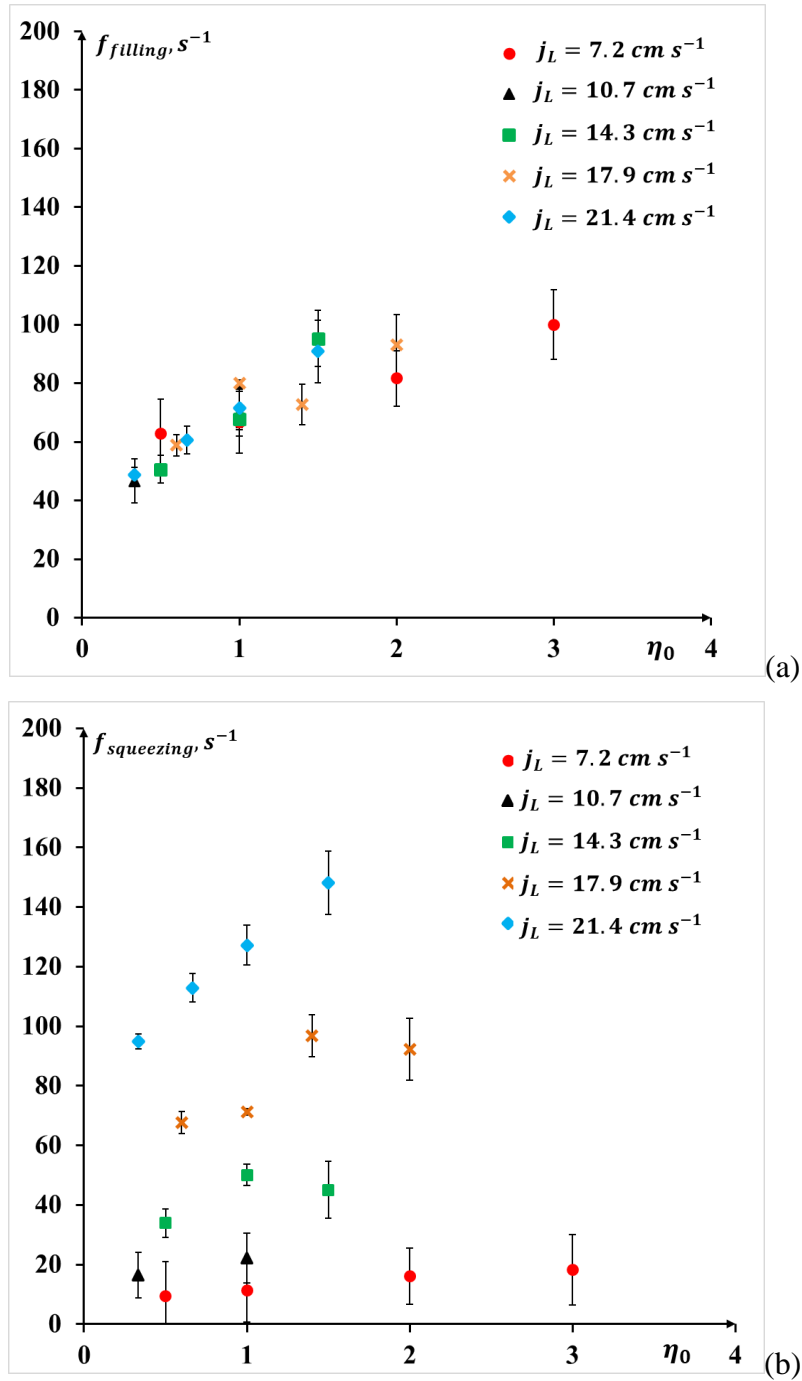 f_filling, s⁻¹
200
180
160
140
120
100
80
60
40
20
0
j_L = 7.2 cm s⁻¹
j_L = 10.7 cm s⁻¹
j_L = 14.3 cm s⁻¹
j_L = 17.9 cm s⁻¹
j_L = 21.4 cm s⁻¹
0 1 2 3 η₀ 4
(a)
f_squeezing, s⁻¹
200
180
160
140
120
100
80
60
40
20
0
j_L = 7.2 cm s⁻¹
j_L = 10.7 cm s⁻¹
j_L = 14.3 cm s⁻¹
j_L = 17.9 cm s⁻¹
j_L = 21.4 cm s⁻¹
0 1 2 3 η₀ 4
(b)